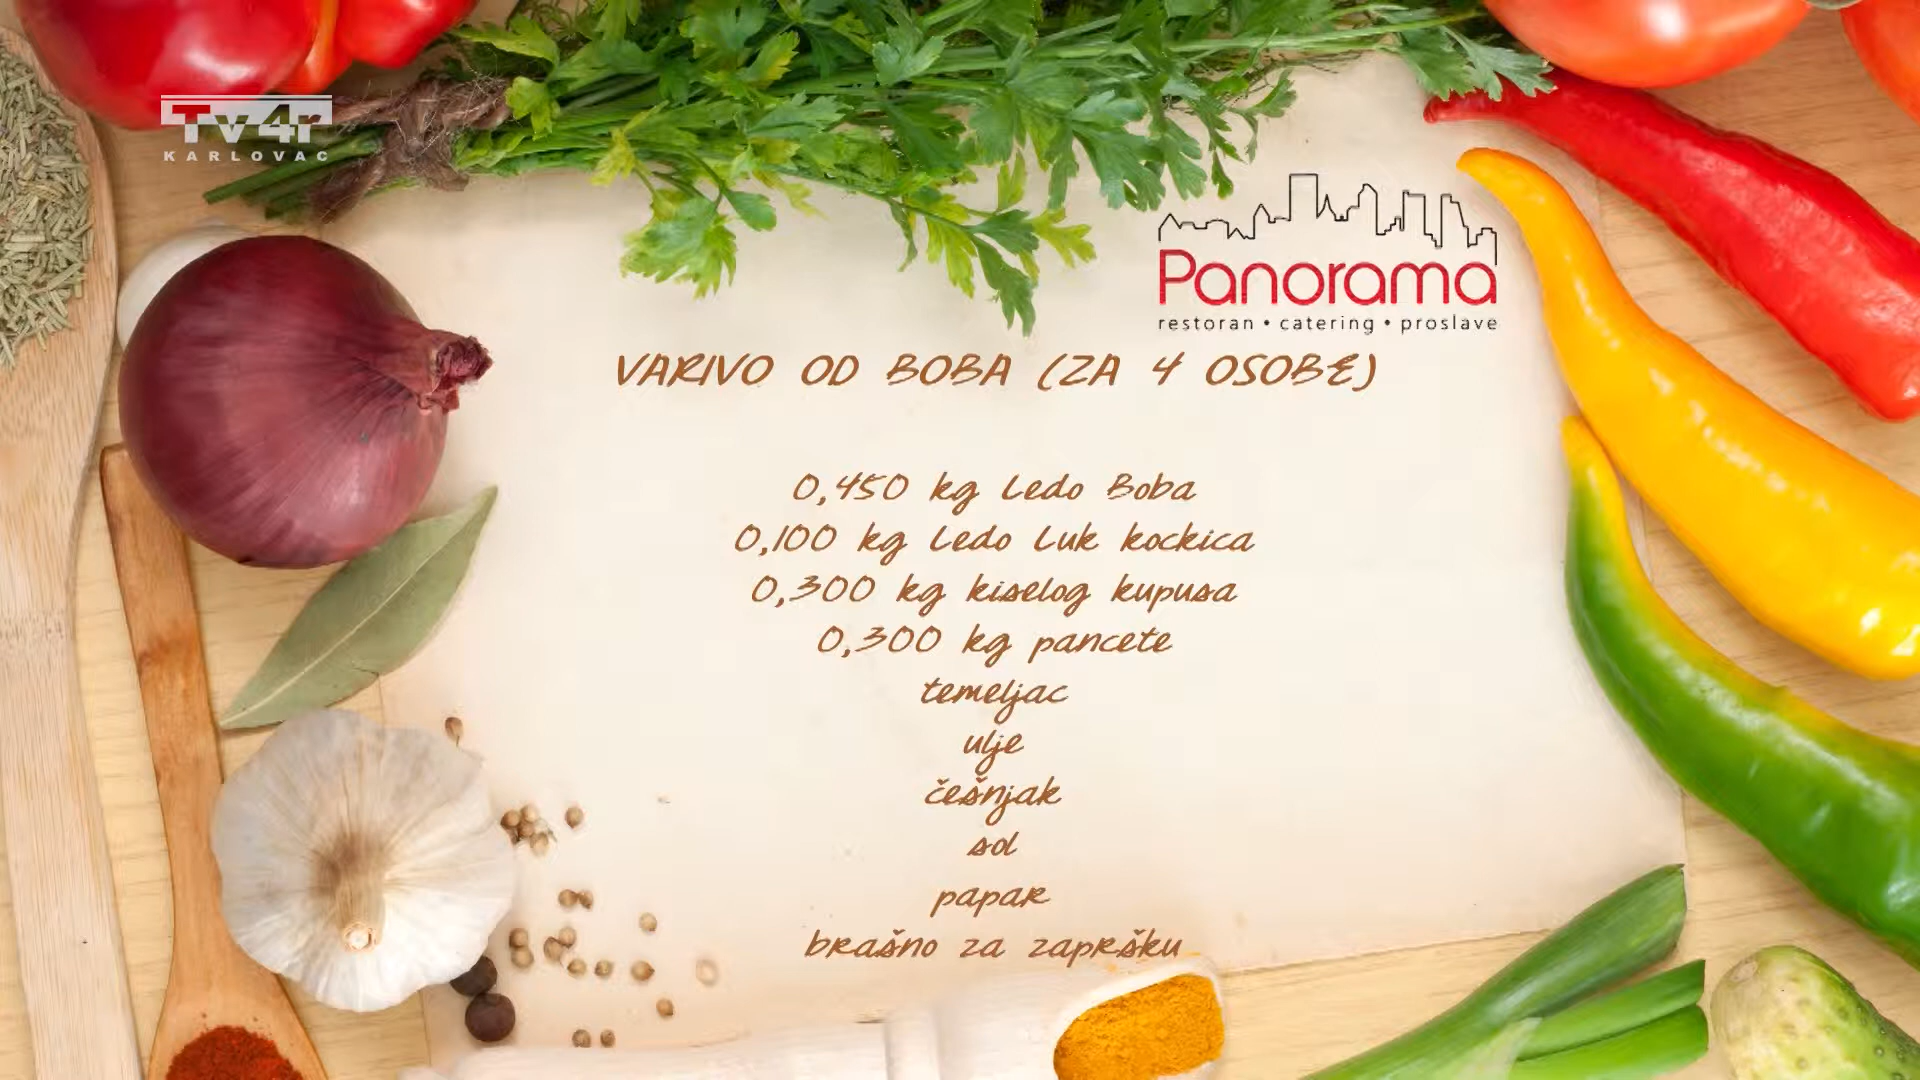 Tv4r
KARLOVAC
Panorama
restoran • catering • proslave
VARIVO OD BOBA (ZA 4 OSOBE)
0,450 kg Ledo Boba
0,100 kg Ledo Luk kockica
0,300 kg kiselog kupusa
0,300 kg pancete
temeljac
ulje
češnjak
sol
papar
brašno za zapršku